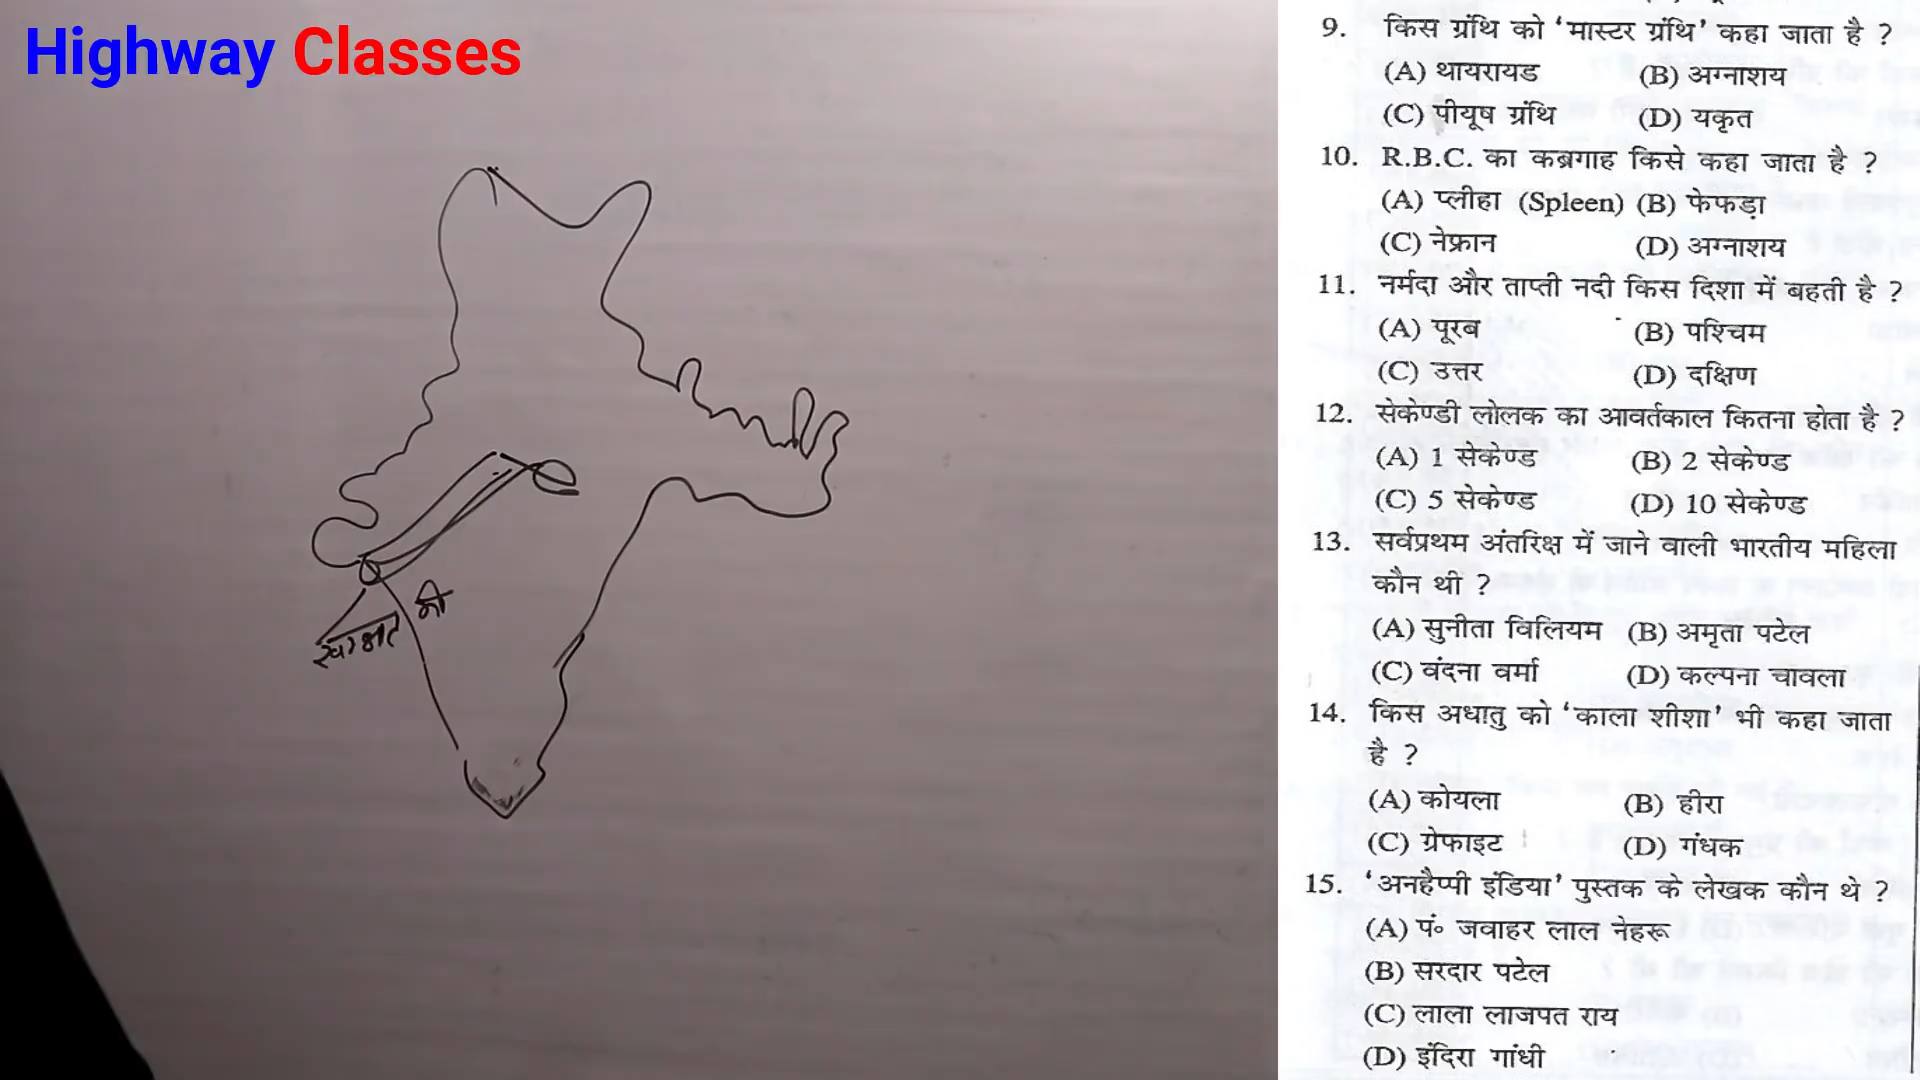 Highway Classes
9. किस ग्रंथि को ‘मास्टर ग्रंथि’ कहा जाता है ?
(A) थायरायड (B) अग्नाशय
(C) पीयूष ग्रंथि (D) यकृत
10. R.B.C. का कब्रगाह किसे कहा जाता है ?
(A) प्लीहा (Spleen) (B) फेफड़ा
(C) नेफ्रान (D) अग्नाशय
11. नर्मदा और ताप्ती नदी किस दिशा में बहती है ?
(A) पूरब (B) पश्चिम
(C) उत्तर (D) दक्षिण
12. सेकेण्डी लोलक का आवर्तकाल कितना होता है ?
(A) 1 सेकेण्ड (B) 2 सेकेण्ड
(C) 5 सेकेण्ड (D) 10 सेकेण्ड
13. सर्वप्रथम अंतरिक्ष में जाने वाली भारतीय महिला
कौन थी ?
(A) सुनीता विलियम (B) अमृता पटेल
(C) वंदना वर्मा (D) कल्पना चावला
14. किस अधातु को ‘काला शीशा’ भी कहा जाता
है ?
(A) कोयला (B) हीरा
(C) ग्रेफाइट (D) गंधक
15. ‘अनहैप्पी इंडिया’ पुस्तक के लेखक कौन थे ?
(A) पं॰ जवाहर लाल नेहरू
(B) सरदार पटेल
(C) लाला लाजपत राय
(D) इंदिरा गांधी